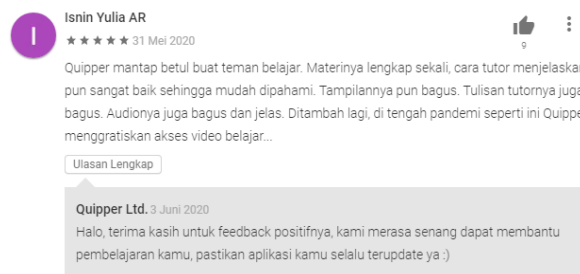 I
Isnin Yulia AR
★★★★★ 31 Mei 2020
9
Quipper mantap betul buat teman belajar. Materinya lengkap sekali, cara tutor menjelaska
pun sangat baik sehingga mudah dipahami. Tampilannya pun bagus. Tulisan tutornya juga
bagus. Audionya juga bagus dan jelas. Ditambah lagi, di tengah pandemi seperti ini Quippe
menggratiskan akses video belajar...
Ulasan Lengkap
Quipper Ltd. 3 Juni 2020
Halo, terima kasih untuk feedback positifnya, kami merasa senang dapat membantu
pembelajaran kamu, pastikan aplikasi kamu selalu terupdate ya :)